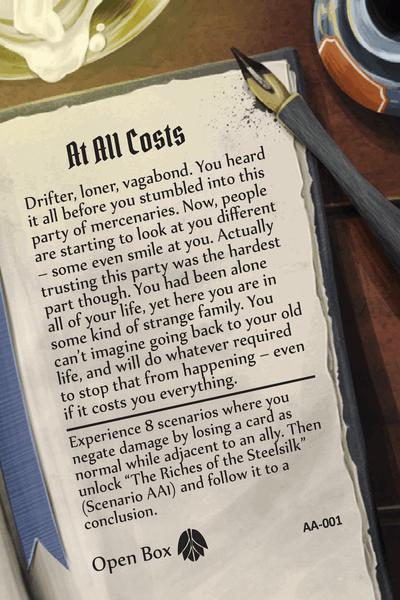 At All Costs
Drifter, loner, vagabond. You heard
it all before you stumbled into this
party of mercenaries. Now, people
are starting to look at you different
– some even smile at you. Actually
trusting this party was the hardest
part though. You had been alone
all of your life, yet here you are in
some kind of strange family. You
can't imagine going back to your old
life, and will do whatever required
to stop that from happening – even
if it costs you everything.
Experience 8 scenarios where you
negate damage by losing a card as
normal while adjacent to an ally. Then
unlock “The Riches of the Steelsilk”
(Scenario AA1) and follow it to a
conclusion.
Open Box
AA-001